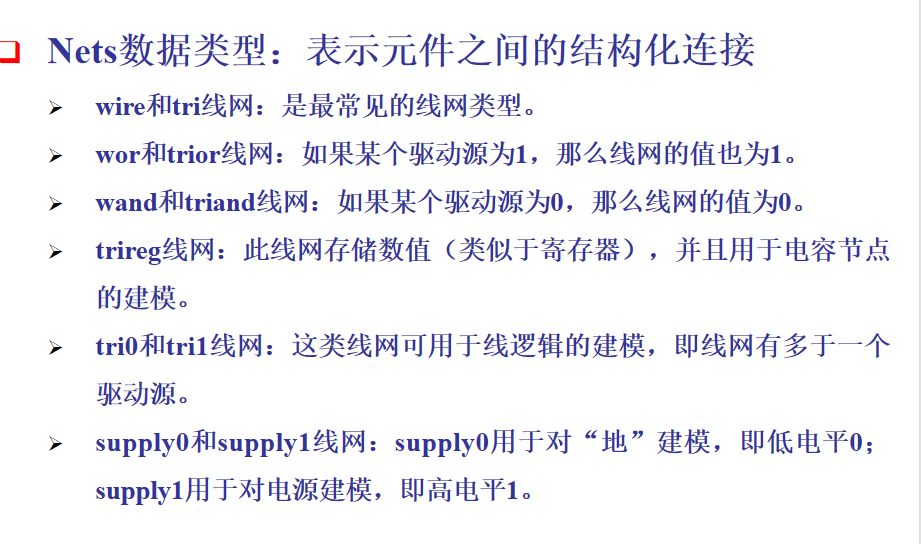 Nets数据类型：表示元件之间的结构化连接
wire和tri线网：是最常见的线网类型。
wor和trior线网：如果某个驱动源为1，那么线网的值也为1。
wand和triand线网：如果某个驱动源为0，那么线网的值为0。
trireg线网：此线网存储数值（类似于寄存器），并且用于电容节点
的建模。
tri0和tri1线网：这类线网可用于线逻辑的建模，即线网有多于一个
驱动源。
supply0和supply1线网：supply0用于对“地”建模，即低电平0；
supply1用于对电源建模，即高电平1。